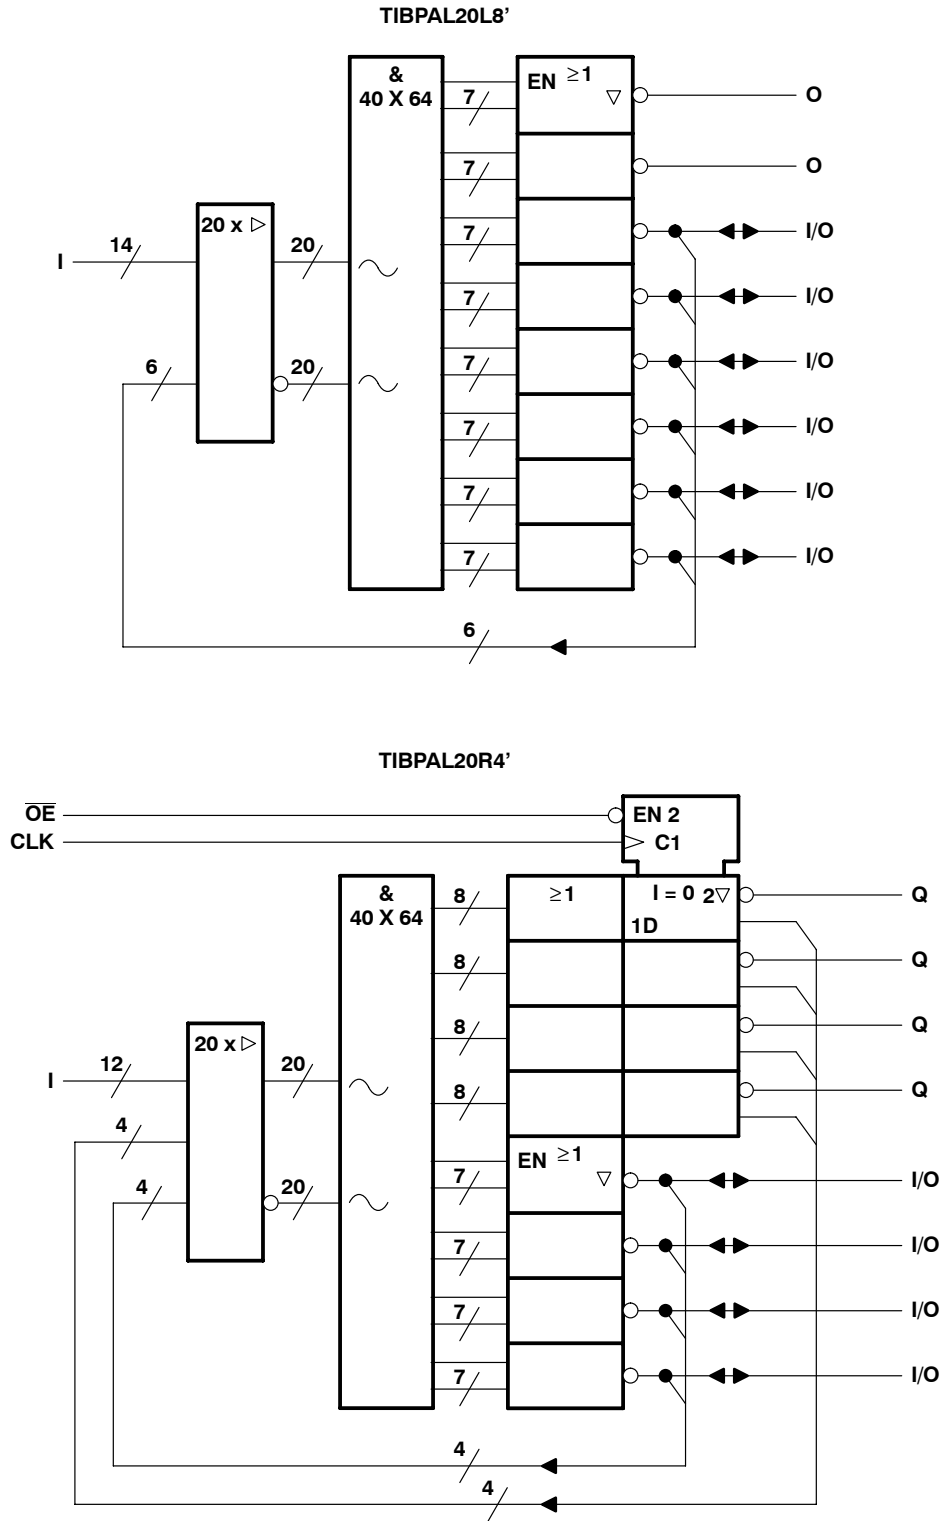 TIBPAL20L8’
&
40 X 64
EN ≥1
7
O
7
O
20 x ▷
7
I/O
I
14
20
7
I/O
7
I/O
6
20
7
I/O
7
I/O
7
I/O
6
TIBPAL20R4’
OE
EN 2
CLK
C1
&
40 X 64
8
≥1
I = 0 2▽
1D
Q
8
Q
20 x ▷
8
Q
I
12
20
8
Q
4
EN ≥1
4
20
7
I/O
7
I/O
7
I/O
7
I/O
4
4